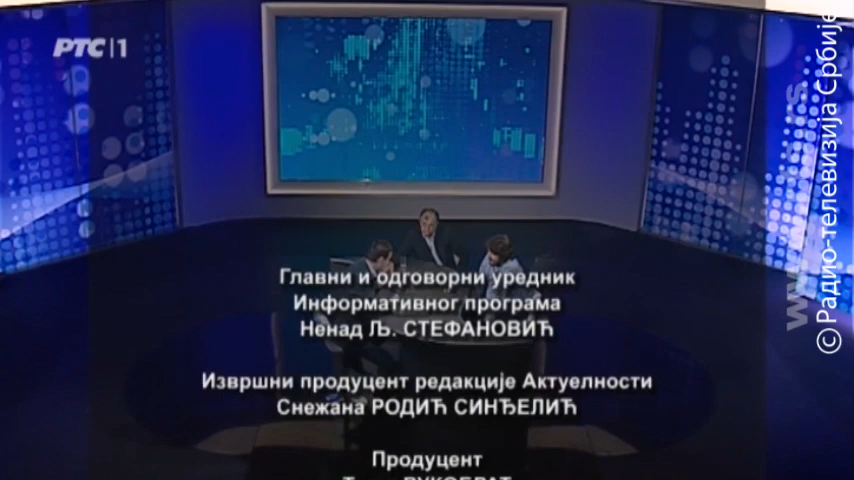 РТС|1
Главни и одговорни уредник
Информативног програма
Ненад Љ. СТЕФАНОВИЋ
Извршни продуцент редакције Актуелности
Снежана РОДИЋ СИНЂЕЛИЋ
Продуцент
© Радио-телевизија Србије